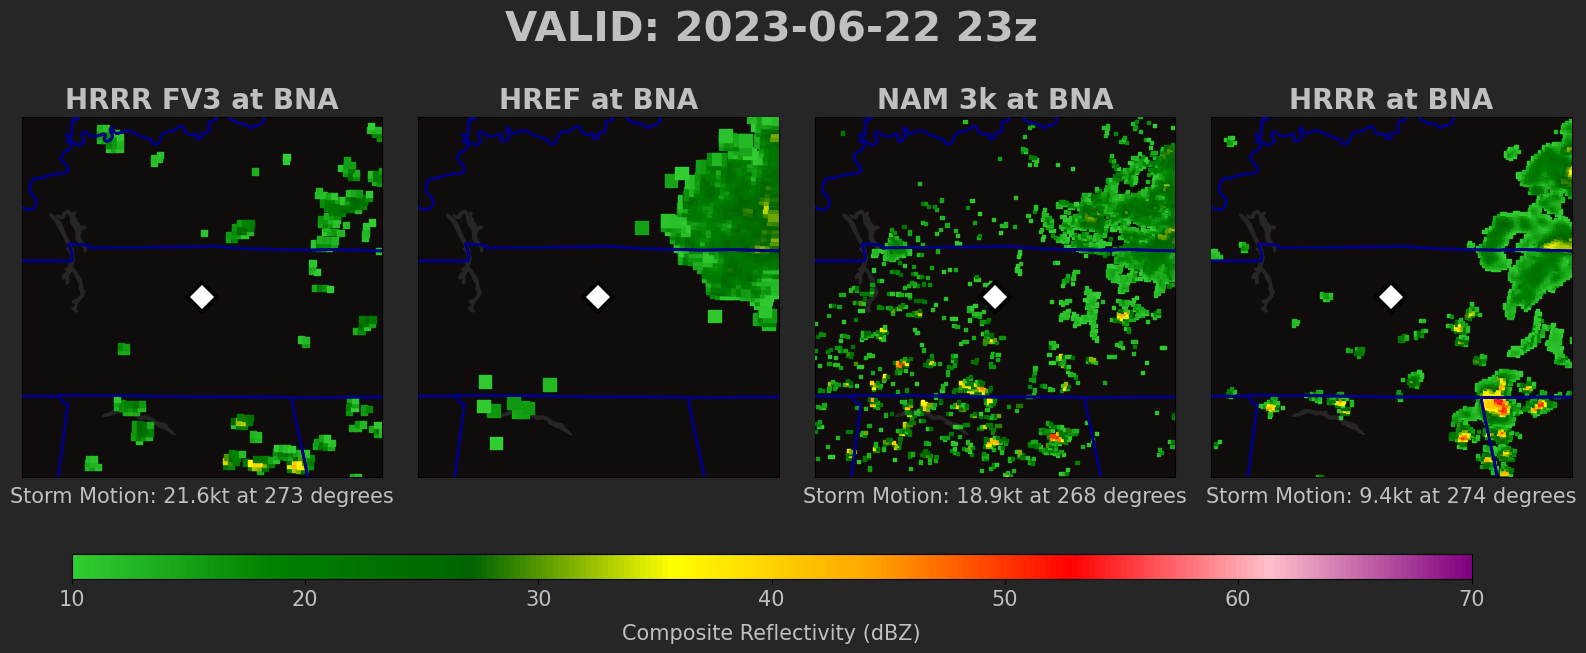 VALID: 2023-06-22 23z
HRRR FV3 at BNA
HREF at BNA
NAM 3k at BNA
HRRR at BNA
Storm Motion: 21.6kt at 273 degrees
Storm Motion: 18.9kt at 268 degrees
Storm Motion: 9.4kt at 274 degrees
10 20 30 40 50 60 70
Composite Reflectivity (dBZ)